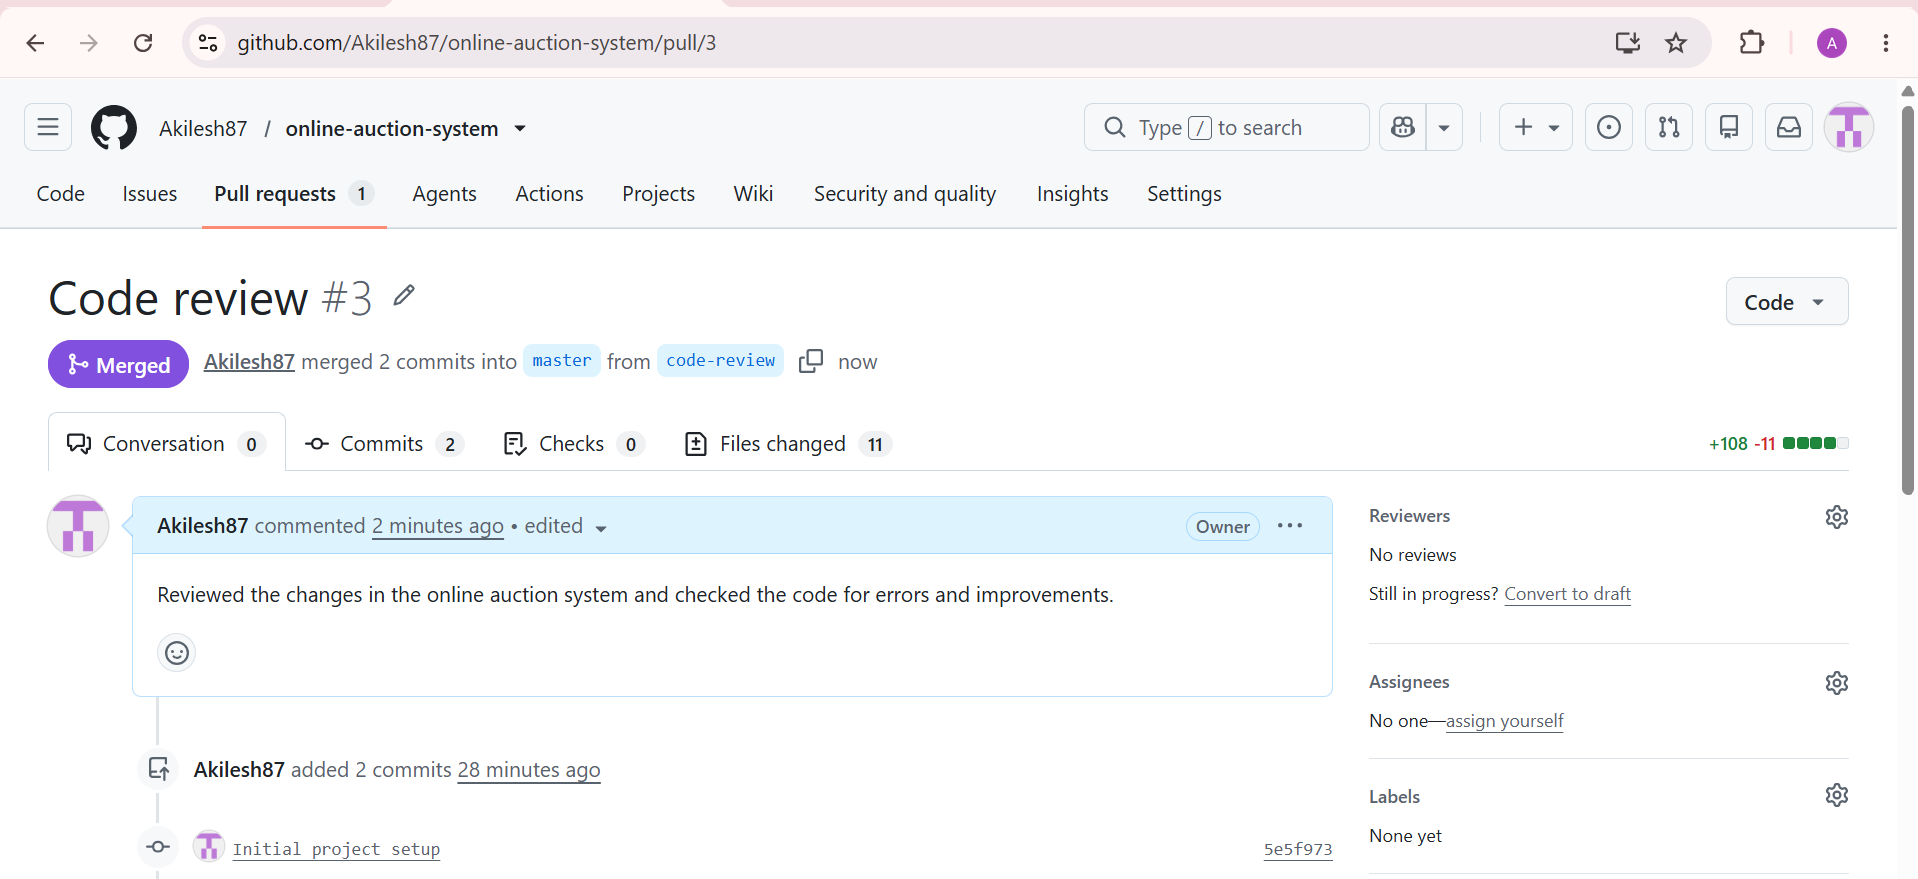 github.com/Akilesh87/online-auction-system/pull/3
A
Akilesh87 / online-auction-system
Type / to search
Code Issues Pull requests 1 Agents Actions Projects Wiki Security and quality Insights Settings
Code review #3
Code
Merged Akilesh87 merged 2 commits into master from code-review now
Conversation 0 Commits 2 Checks 0 Files changed 11
+108 -11
Akilesh87 commented 2 minutes ago • edited
Owner
Reviewed the changes in the online auction system and checked the code for errors and improvements.
Akilesh87 added 2 commits 28 minutes ago
Initial project setup 5e5f973
Reviewers
No reviews
Still in progress? Convert to draft
Assignees
No one—assign yourself
Labels
None yet